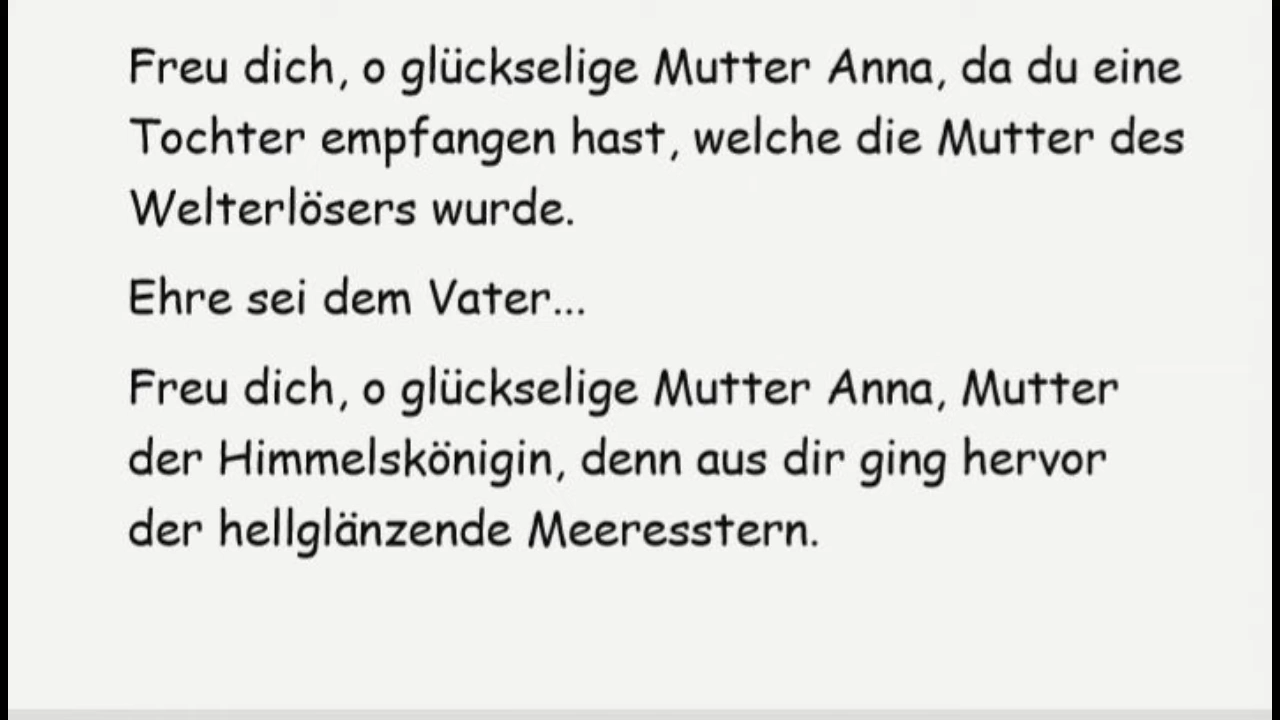 Freu dich, o glückselige Mutter Anna, da du eine
Tochter empfangen hast, welche die Mutter des
Welterlösers wurde.
Ehre sei dem Vater...
Freu dich, o glückselige Mutter Anna, Mutter
der Himmelskönigin, denn aus dir ging hervor
der hellglänzende Meeresstern.